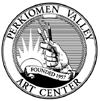 PERKIOMEN VALLEY
FOUNDED 1957
ART CENTER